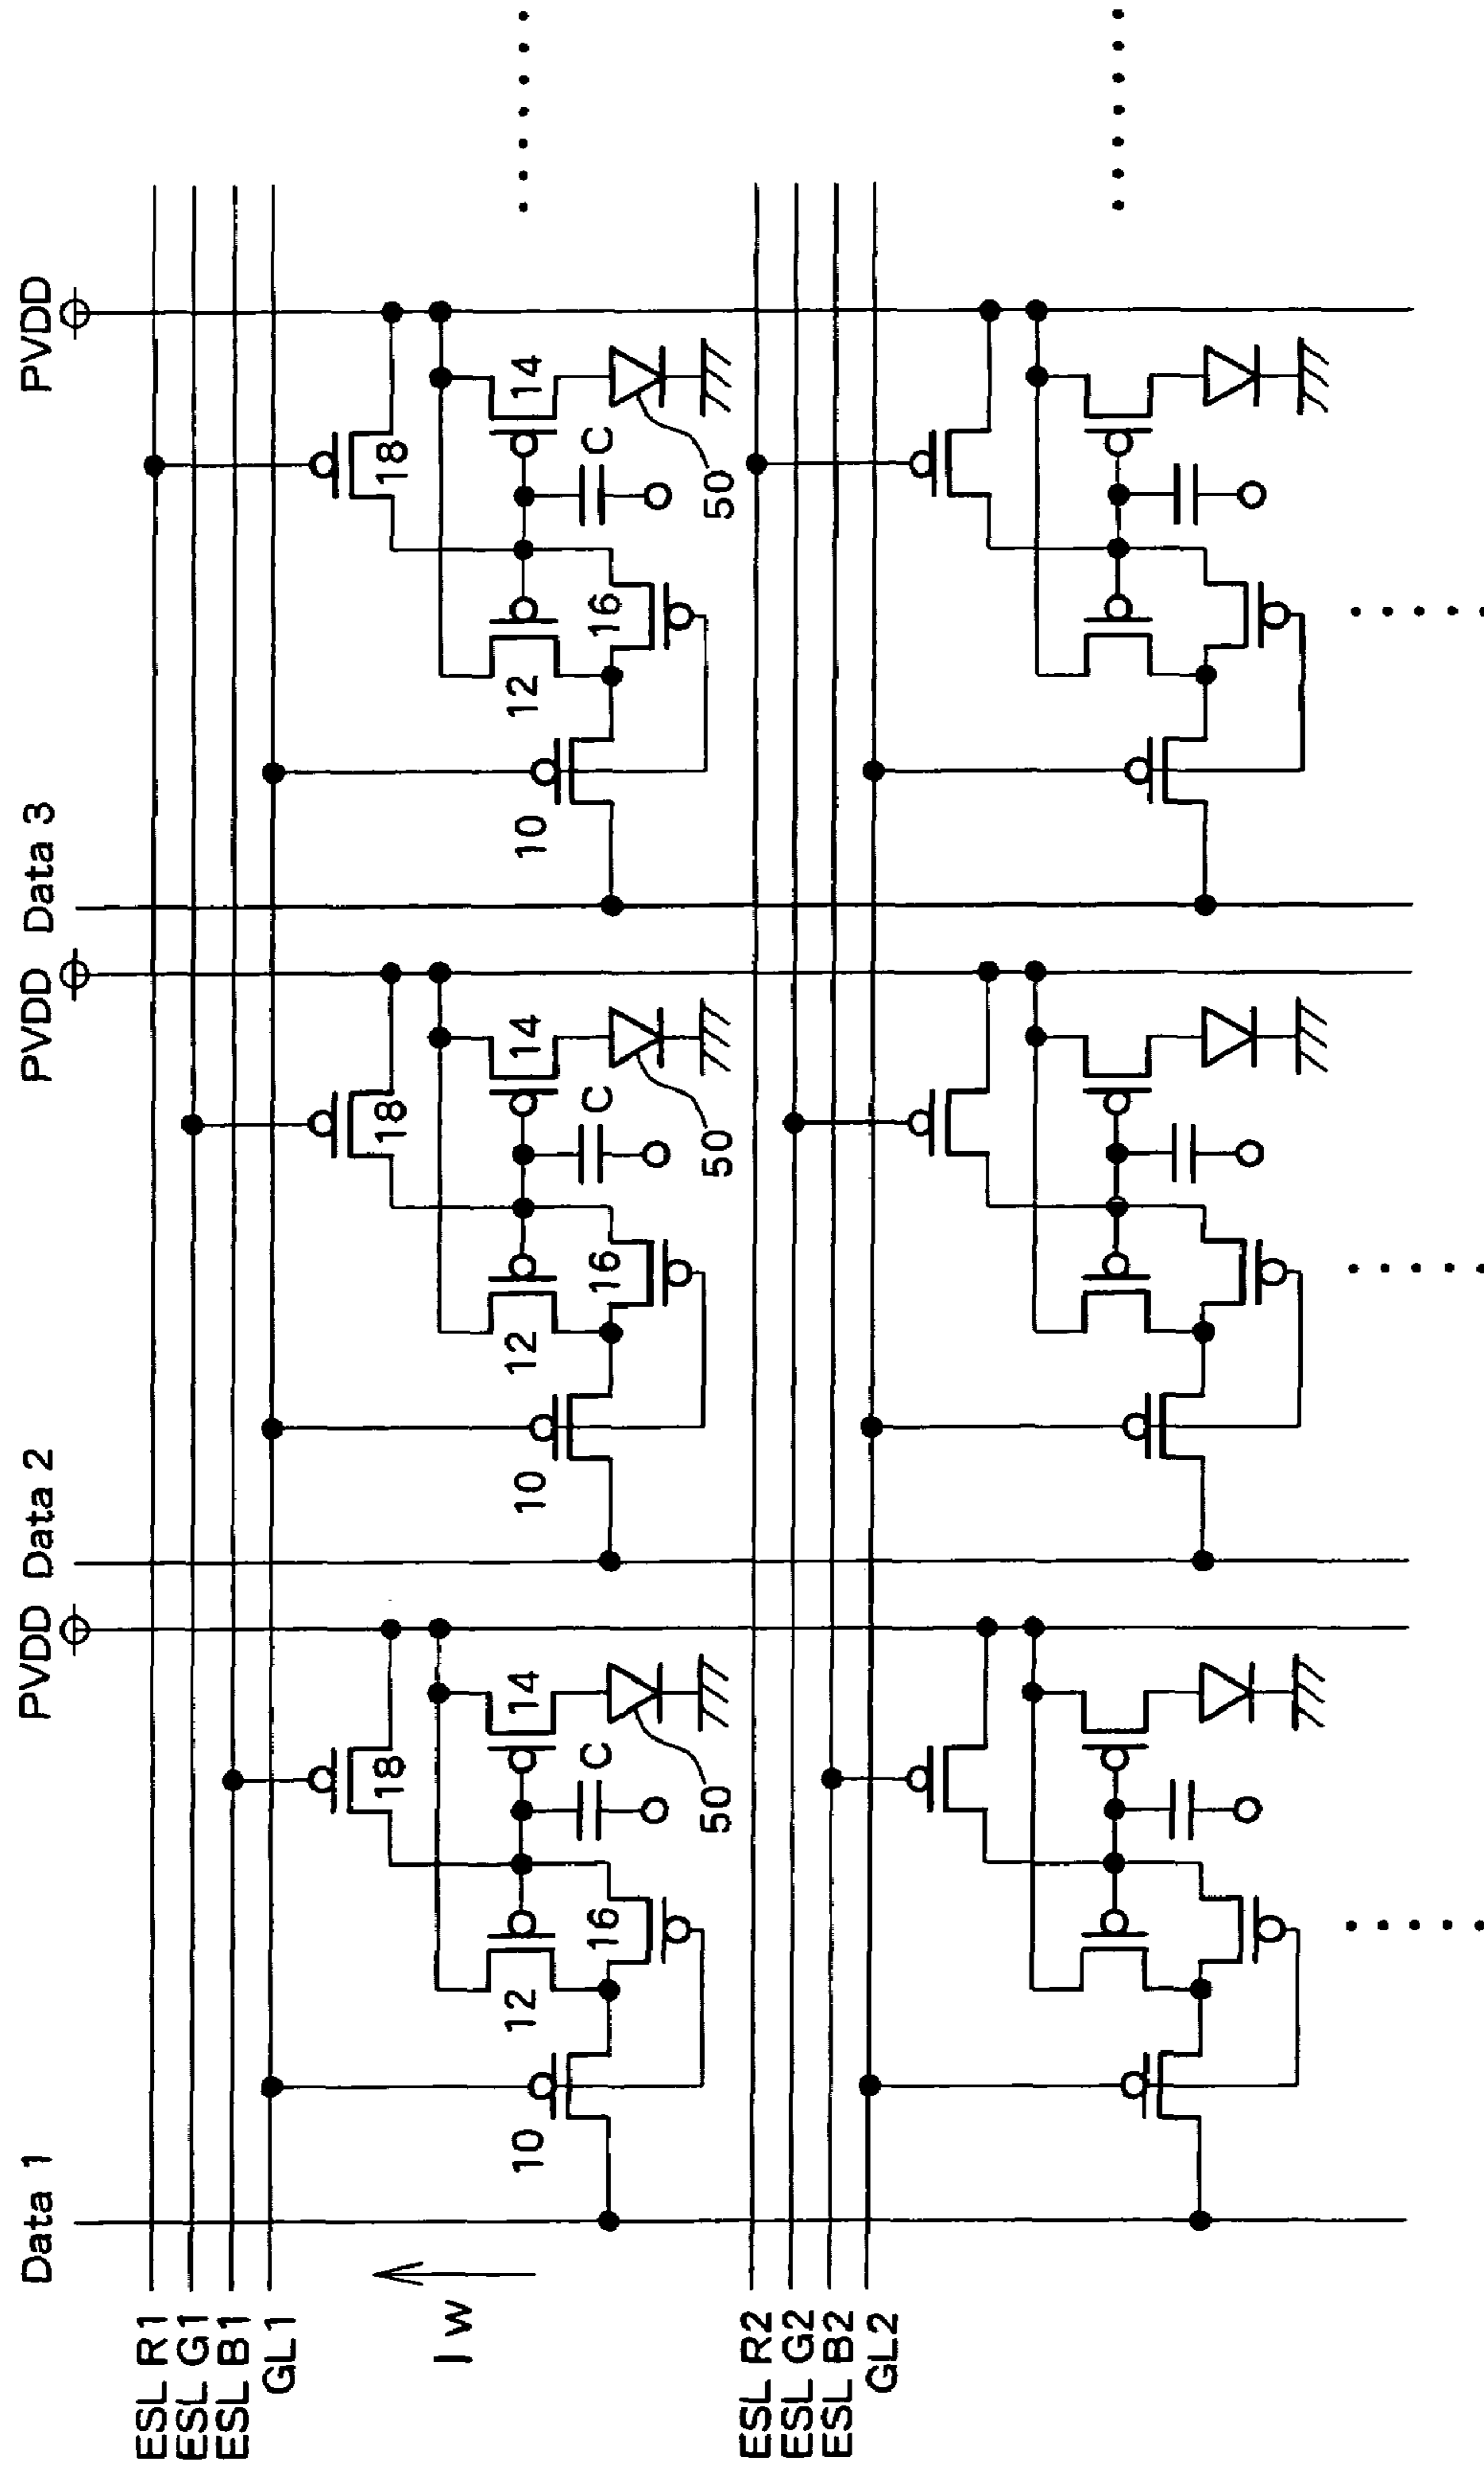 Data 1
PVDD
Data 2
PVDD
Data 3
PVDD
ESL R1
ESL G1
ESL B1
GL1
18
18
18
I w
10
12
14
C
16
50
10
12
14
C
16
50
10
12
14
C
16
50
ESL R2
ESL G2
ESL B2
GL2